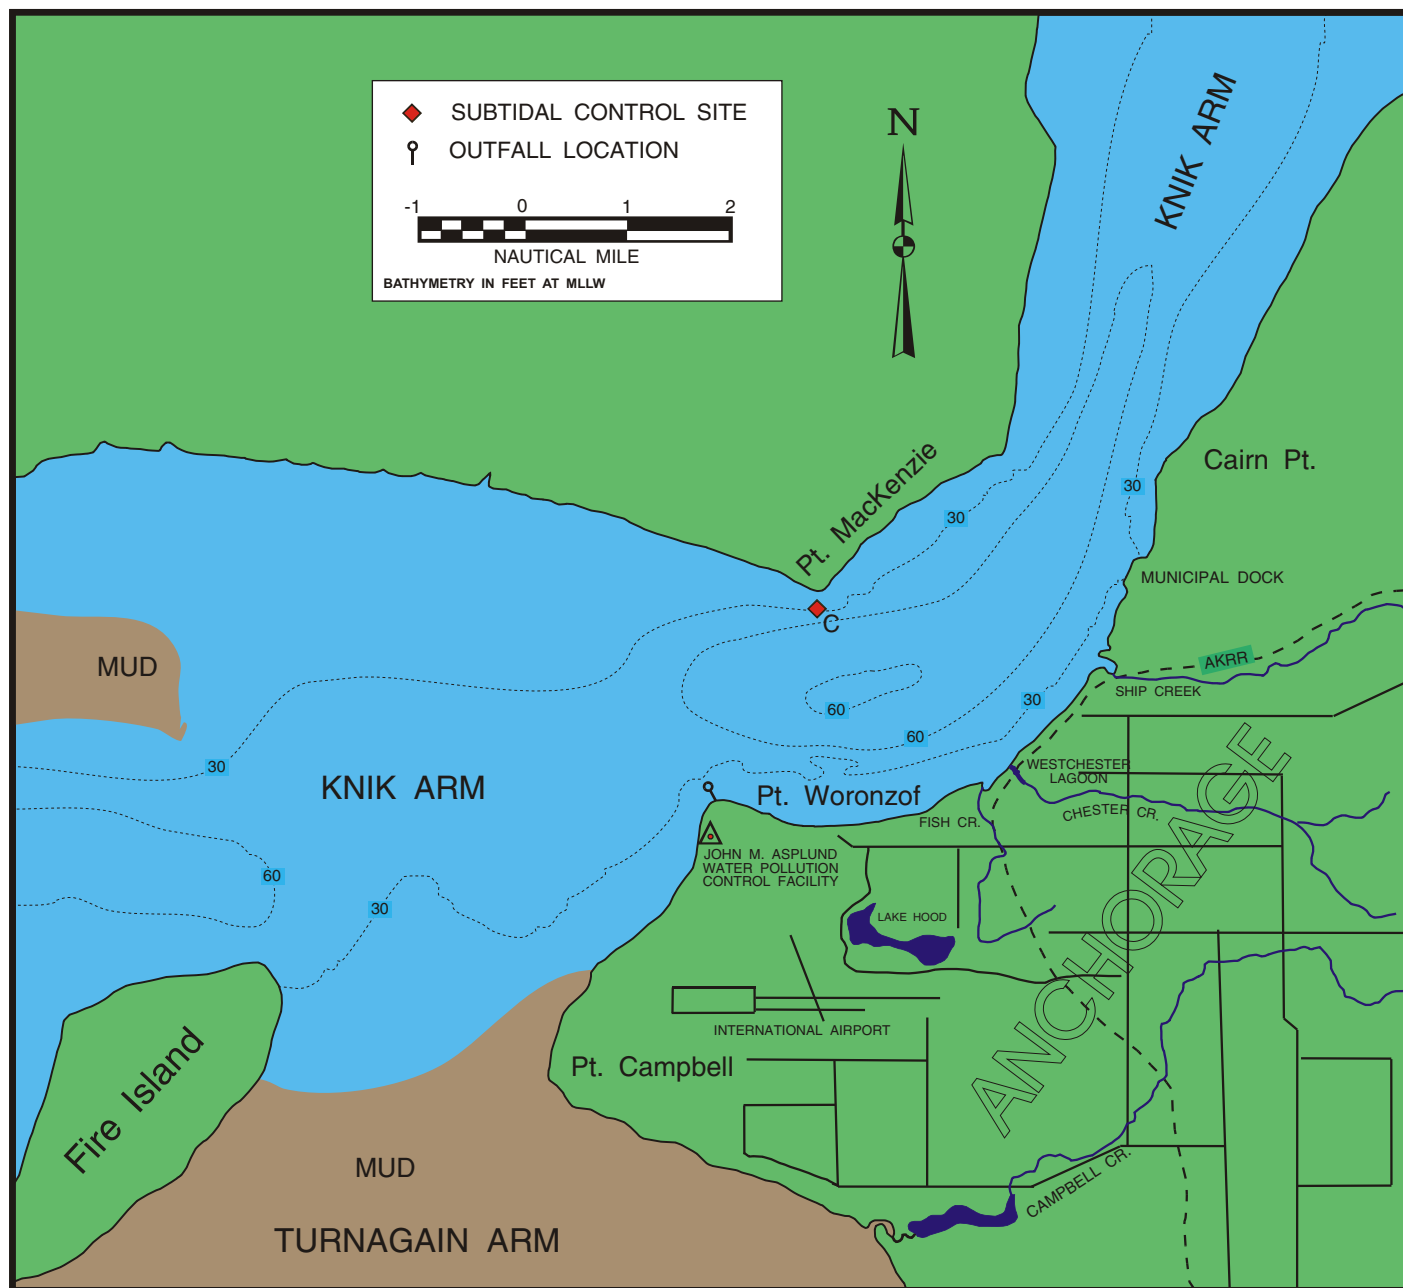 SUBTIDAL CONTROL SITE
OUTFALL LOCATION
-1 0 1 2
NAUTICAL MILE
BATHYMETRY IN FEET AT MLLW
N
KNIK ARM
Cairn Pt.
Pt. MacKenzie
30
30
MUNICIPAL DOCK
C
MUD
AKRR
SHIP CREEK
60
30
60
30
KNIK ARM
Pt. Woronzof
WESTCHESTER
LAGOON
CHESTER CR.
FISH CR.
ANCHORAGE
JOHN M. ASPLUND
WATER POLLUTION
CONTROL FACILITY
60
30
LAKE HOOD
INTERNATIONAL AIRPORT
Pt. Campbell
Fire Island
MUD
CAMPBELL CR.
TURNAGAIN ARM